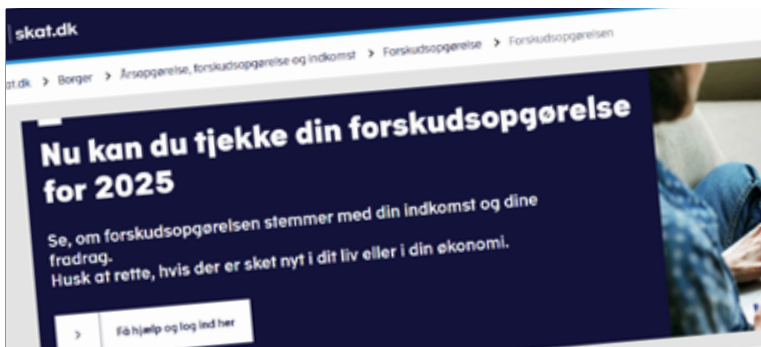 skat.dk
at.dk > Borger > Årsopgørelse, forskudsopgørelse og indkomst > Forskudsopgørelse > Forskudsopgørelsen
Nu kan du tjekke din forskudsopgørelse
for 2025
Se, om forskudsopgørelsen stemmer med din indkomst og dine
fradrag.
Husk at rette, hvis der er sket nyt i dit liv eller i din økonomi.
> Få hjælp og log ind her